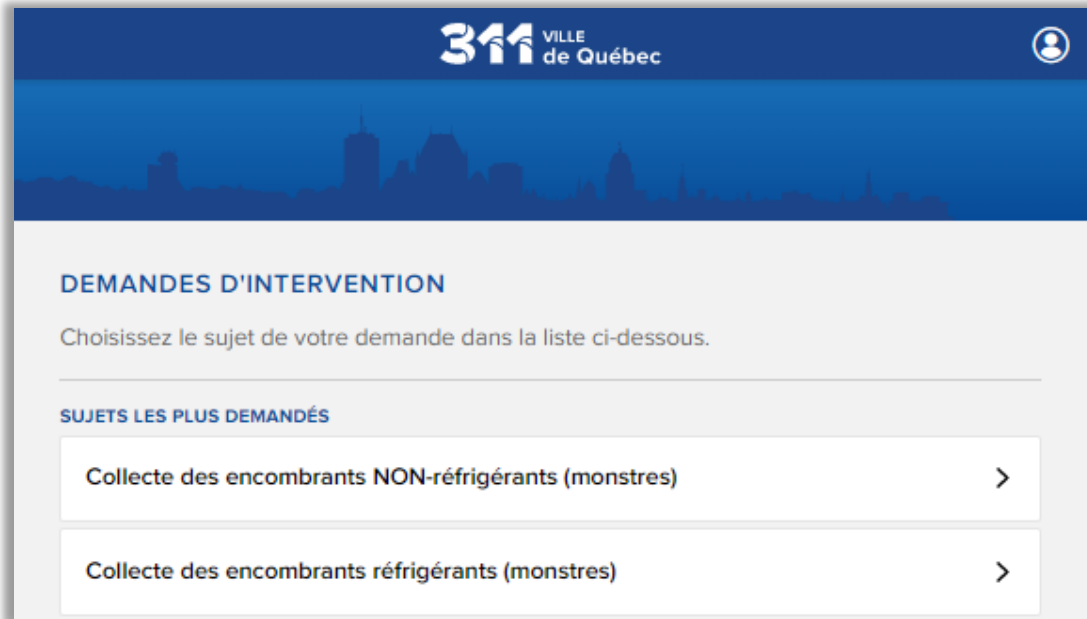 311 VILLE
de Québec
DEMANDES D'INTERVENTION
Choisissez le sujet de votre demande dans la liste ci-dessous.
SUJETS LES PLUS DEMANDÉS
Collecte des encombrants NON-réfrigérants (monstres)
Collecte des encombrants réfrigérants (monstres)